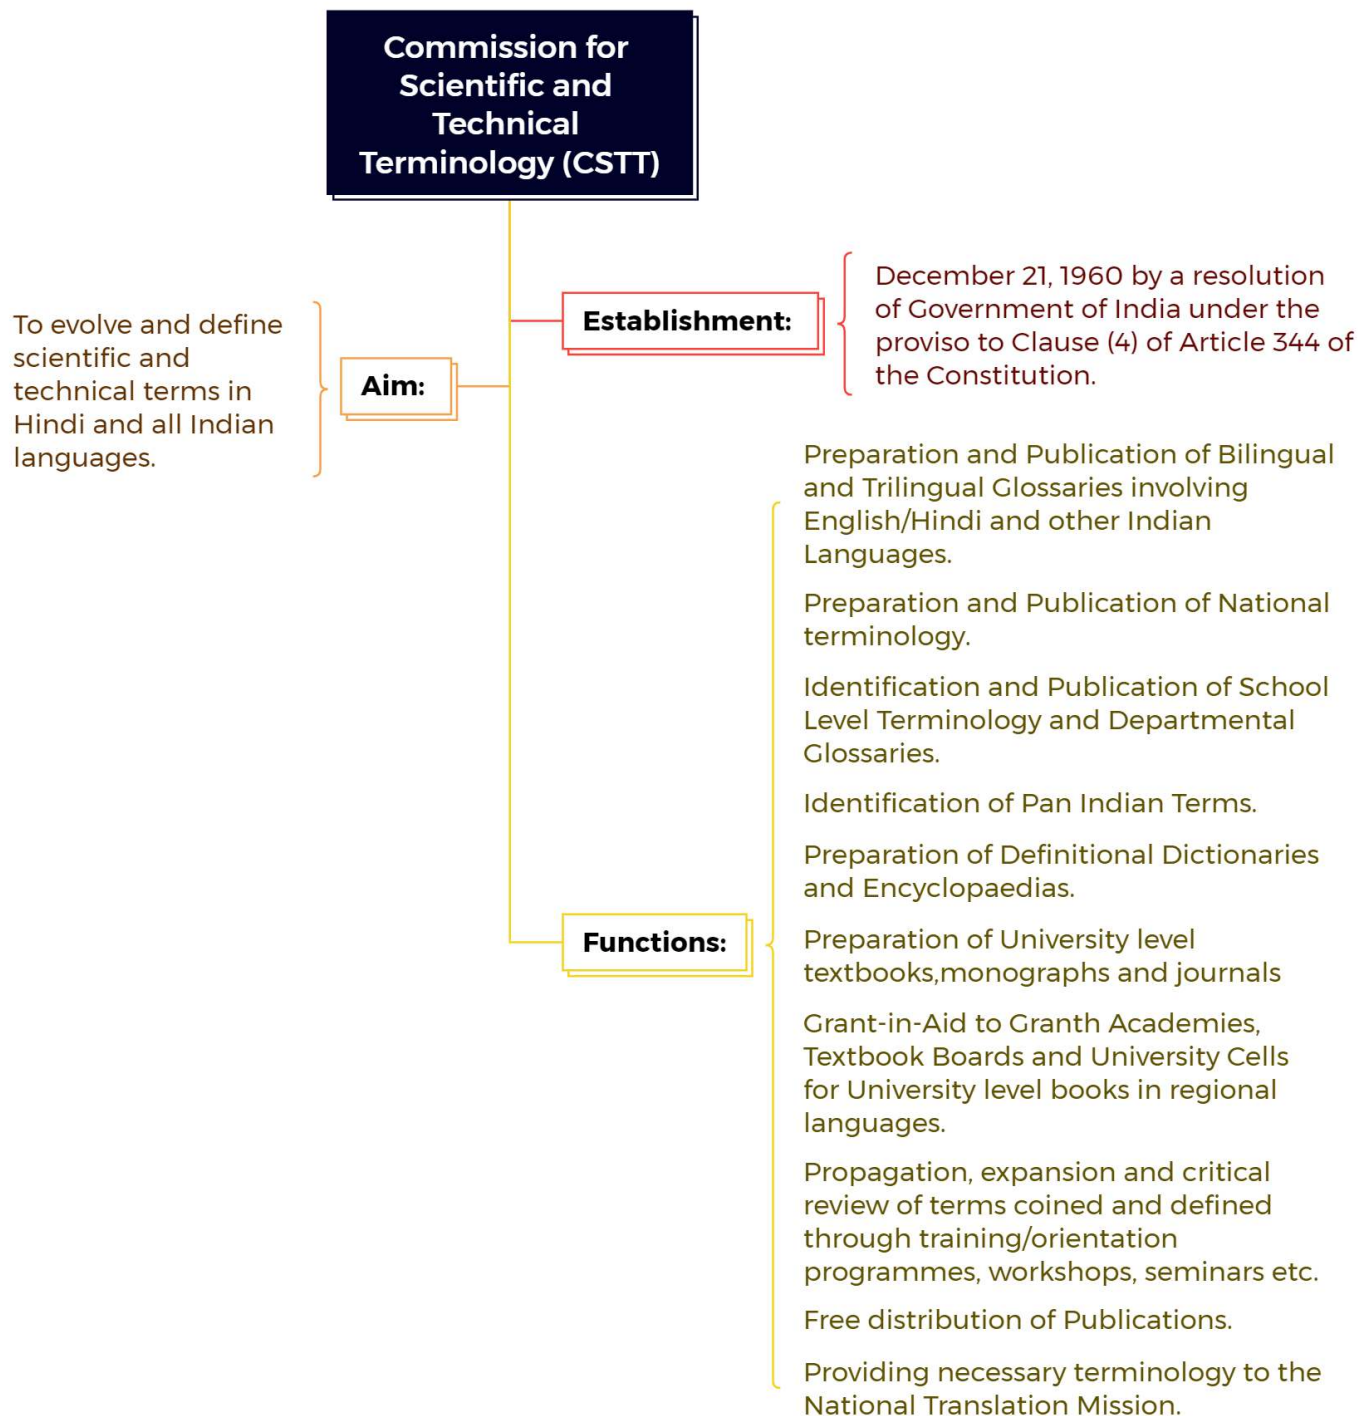 Commission for
Scientific and
Technical
Terminology (CSTT)
Establishment:
December 21, 1960 by a resolution
of Government of India under the
proviso to Clause (4) of Article 344 of
the Constitution.
Aim:
To evolve and define
scientific and
technical terms in
Hindi and all Indian
languages.
Functions:
Preparation and Publication of Bilingual
and Trilingual Glossaries involving
English/Hindi and other Indian
Languages.
Preparation and Publication of National
terminology.
Identification and Publication of School
Level Terminology and Departmental
Glossaries.
Identification of Pan Indian Terms.
Preparation of Definitional Dictionaries
and Encyclopaedias.
Preparation of University level
textbooks,monographs and journals
Grant-in-Aid to Granth Academies,
Textbook Boards and University Cells
for University level books in regional
languages.
Propagation, expansion and critical
review of terms coined and defined
through training/orientation
programmes, workshops, seminars etc.
Free distribution of Publications.
Providing necessary terminology to the
National Translation Mission.